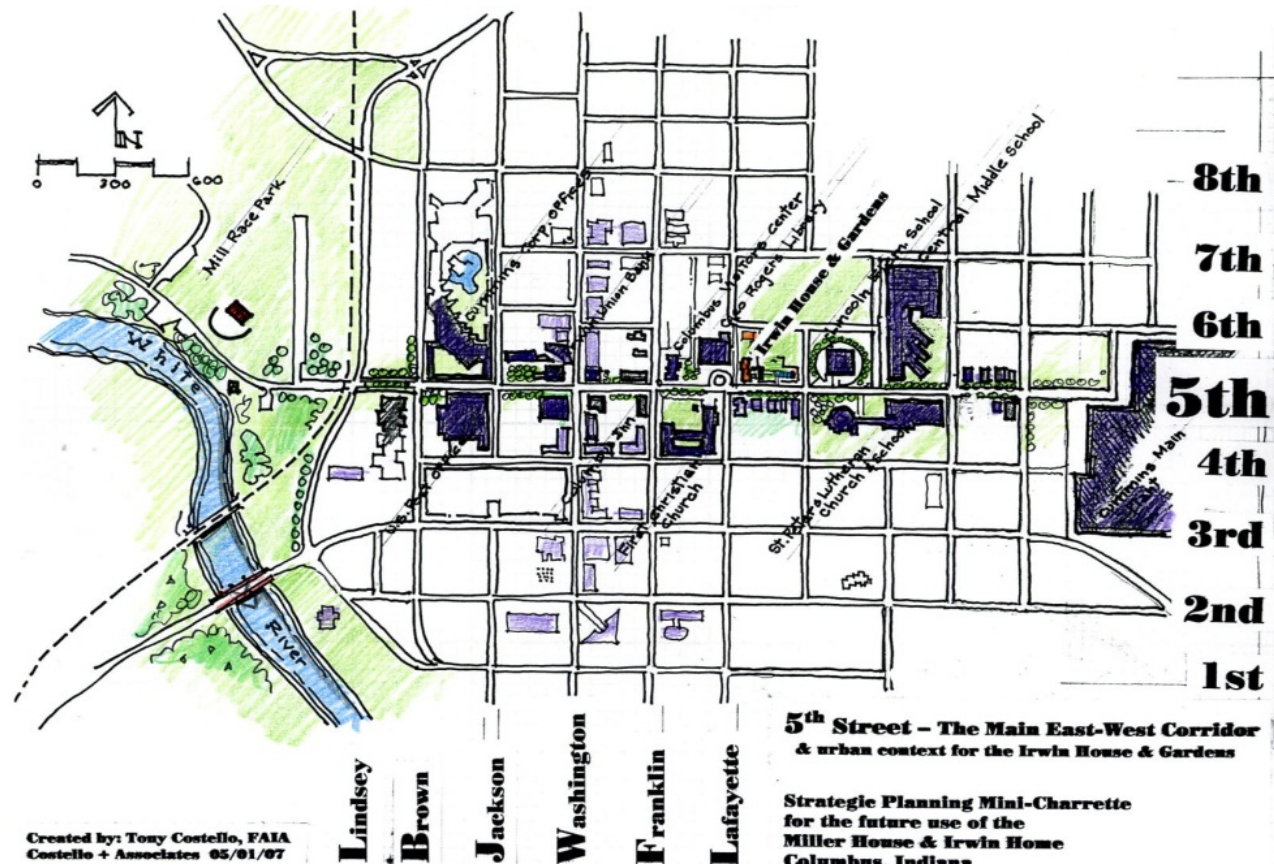 N
0 300 600
Mill Race Park
Cummins Corp. Offices
Irwin Union Bank
Columbus Visitors Center
Cleo Rogers Library
Irwin House & Gardens
Lincoln Elem. School
Central Middle School
8th
7th
6th
5th
4th
3rd
2nd
1st
White
River
U.S. Post Office
Columbus Inn
First Christian
Church
St. Peters Lutheran
Church & School
Cummins Main
Plant
Lindsey
Brown
Jackson
Washington
Franklin
Lafayette
5th Street – The Main East-West Corridor
& urban context for the Irwin House & Gardens
Strategic Planning Mini-Charrette
for the future use of the
Miller House & Irwin Home
Columbus, Indiana
Created by: Tony Costello, FAIA
Costello + Associates 05/01/07